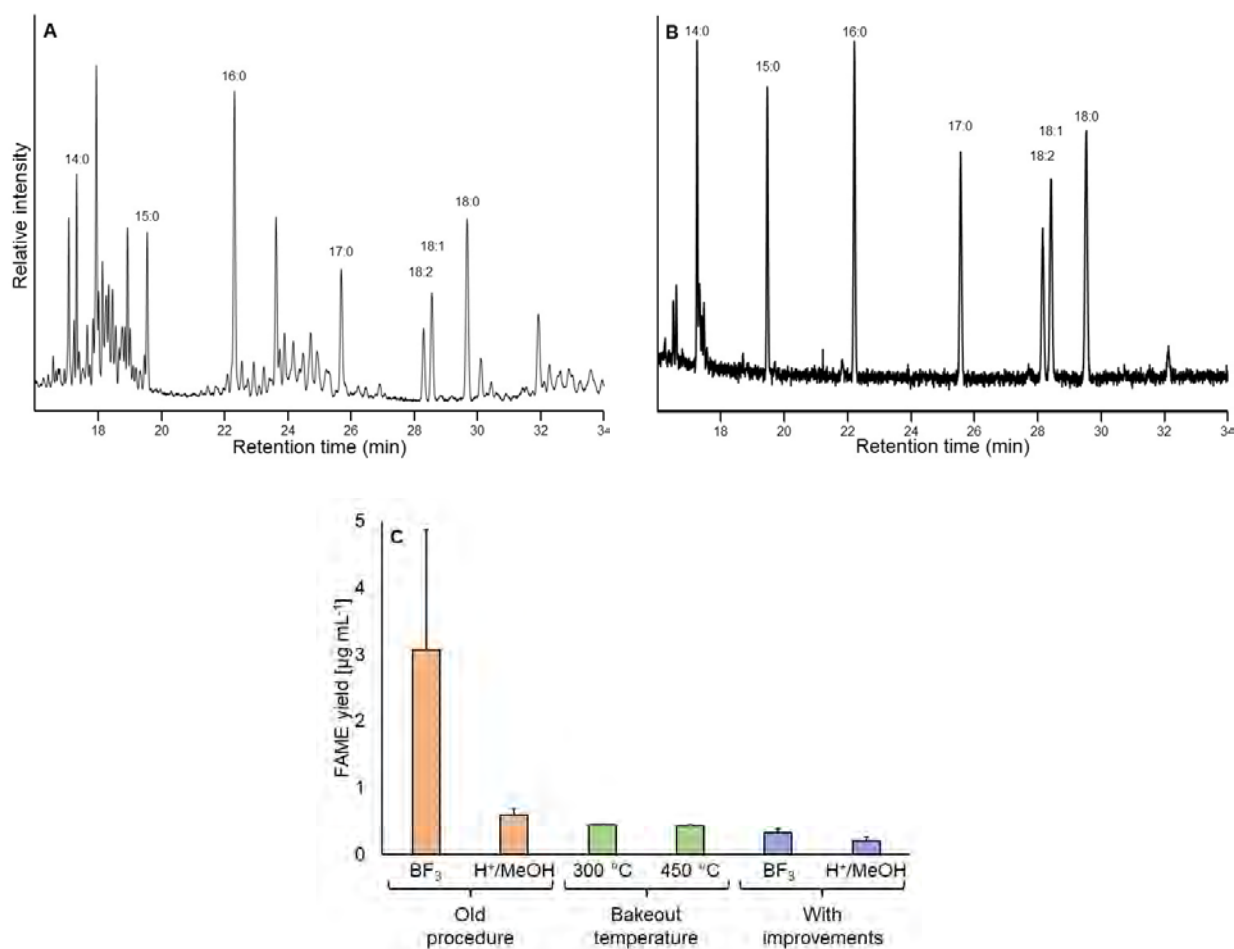 A
16:0
14:0
15:0
18:0
17:0
18:1
18:2
Relative intensity
18 20 22 24 26 28 30 32 34
Retention time (min)
B
14:0
16:0
15:0
17:0
18:1
18:0
18:2
18 20 22 24 26 28 30 32 34
Retention time (min)
C
FAME yield [µg mL⁻¹]
5
4
3
2
1
0
BF₃ H⁺/MeOH 300 °C 450 °C BF₃ H⁺/MeOH
Old Bakeout With
procedure temperature improvements